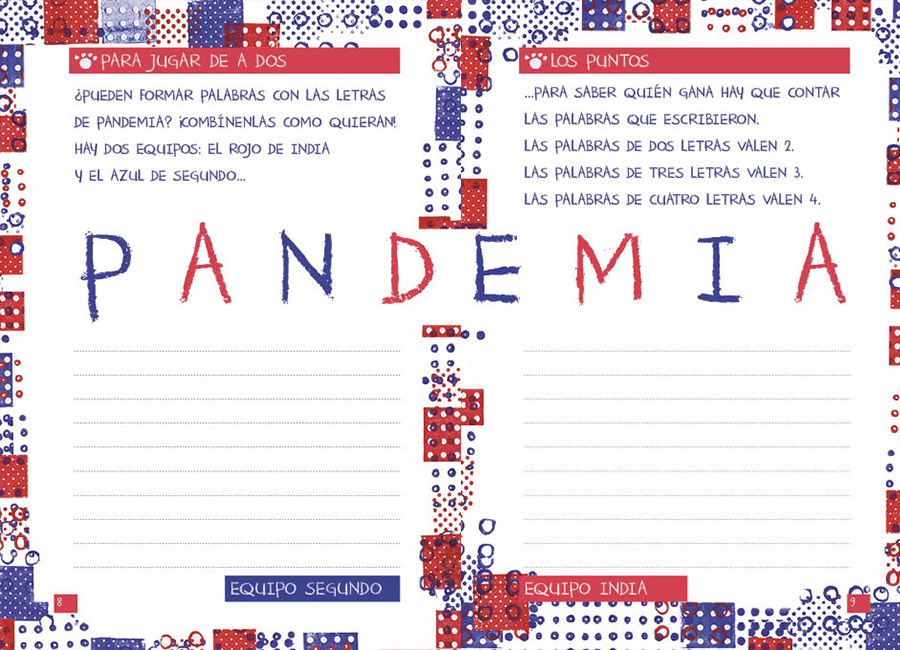 PARA JUGAR DE A DOS
¿PUEDEN FORMAR PALABRAS CON LAS LETRAS
DE PANDEMIA? ¡COMBÍNENLAS COMO QUIERAN!
HAY DOS EQUIPOS: EL ROJO DE INDIA
Y EL AZUL DE SEGUNDO...
LOS PUNTOS
...PARA SABER QUIÉN GANA HAY QUE CONTAR
LAS PALABRAS QUE ESCRIBIERON.
LAS PALABRAS DE DOS LETRAS VALEN 2.
LAS PALABRAS DE TRES LETRAS VALEN 3.
LAS PALABRAS DE CUATRO LETRAS VALEN 4.
PANDEMIA
EQUIPO SEGUNDO
EQUIPO INDIA
8
9